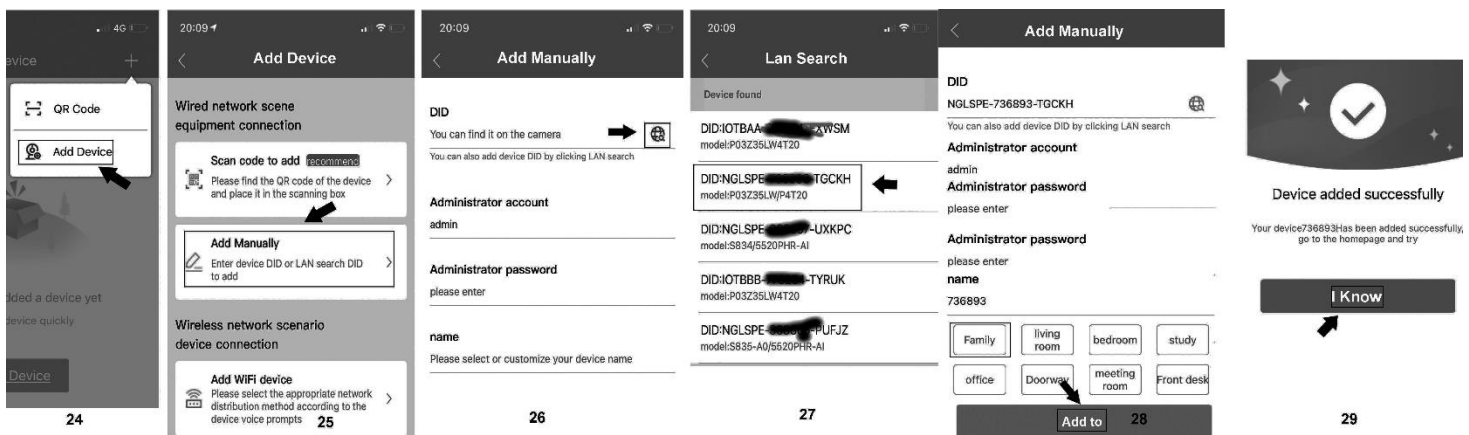 4G
evice
+
QR Code
Add Device
dded a device yet
device quickly
Device
24
20:09
Add Device
Wired network scene
equipment connection
Scan code to add recommend
Please find the QR code of the device
and place it in the scanning box
Add Manually
Enter device DID or LAN search DID
to add
Wireless network scenario
device connection
Add WiFi device
Please select the appropriate network
distribution method according to the
device voice prompts
25
20:09
Add Manually
DID
You can find it on the camera
You can also add device DID by clicking LAN search
Administrator account
admin
Administrator password
please enter
name
Please select or customize your device name
26
20:09
Lan Search
Device found
DID:IOTBAA- -XWSM
model:P03Z35LW4T20
DID:NGLSPE TGCKH
model:P03Z35LW/P4T20
DID:NGLSPE -UXKPC
model:S834/5520PHR-AI
DID:IOTBBB- -TYRUK
model:P03Z35LW4T20
DID:NGLSPE- -PUFJZ
model:S835-A0/5520PHR-AI
27
Add Manually
DID
NGLSPE-736893-TGCKH
You can also add device DID by clicking LAN search
Administrator account
admin
Administrator password
please enter
Administrator password
please enter
name
736893
Family living room bedroom study
office Doorway meeting room Front desk
Add to
28
Device added successfully
Your device736893Has been added successfully,
go to the homepage and try
I Know
29